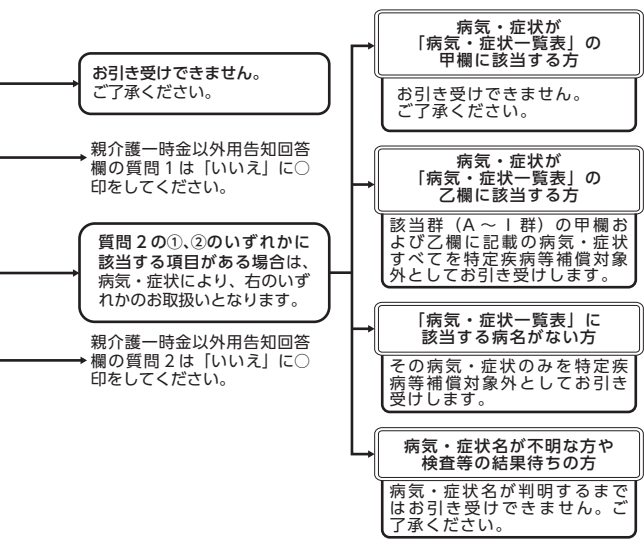 お引き受けできません。
ご了承ください。
親介護一時金以外用告知回答
欄の質問1は「いいえ」に○
印をしてください。
質問2の①、②のいずれかに
該当する項目がある場合は、
病気・症状により、右のいず
れかのお取扱いとなります。
親介護一時金以外用告知回答
欄の質問2は「いいえ」に○
印をしてください。
病気・症状が
「病気・症状一覧表」の
甲欄に該当する方
お引き受けできません。
ご了承ください。
病気・症状が
「病気・症状一覧表」の
乙欄に該当する方
該当群（A～I群）の甲欄お
よび乙欄に記載の病気・症状
すべてを特定疾病等補償対象
外としてお引き受けします。
「病気・症状一覧表」に
該当する病名がない方
その病気・症状のみを特定疾
病等補償対象外としてお引き
受けします。
病気・症状名が不明な方や
検査等の結果待ちの方
病気・症状名が判明するまで
はお引き受けできません。ご
了承ください。